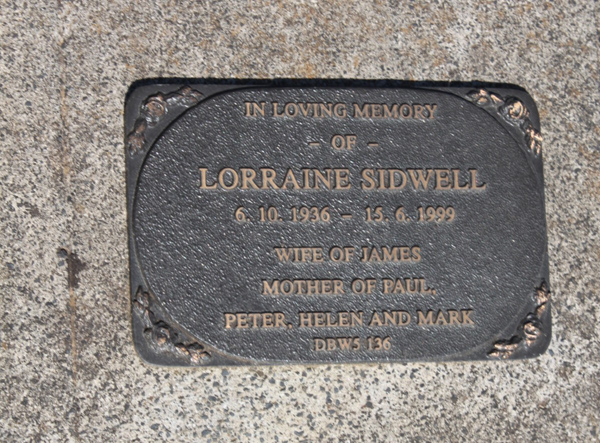 IN LOVING MEMORY
- OF -
LORRAINE SIDWELL
6. 10. 1936 - 15. 6. 1999
WIFE OF JAMES
MOTHER OF PAUL,
PETER, HELEN AND MARK
DBW5 136